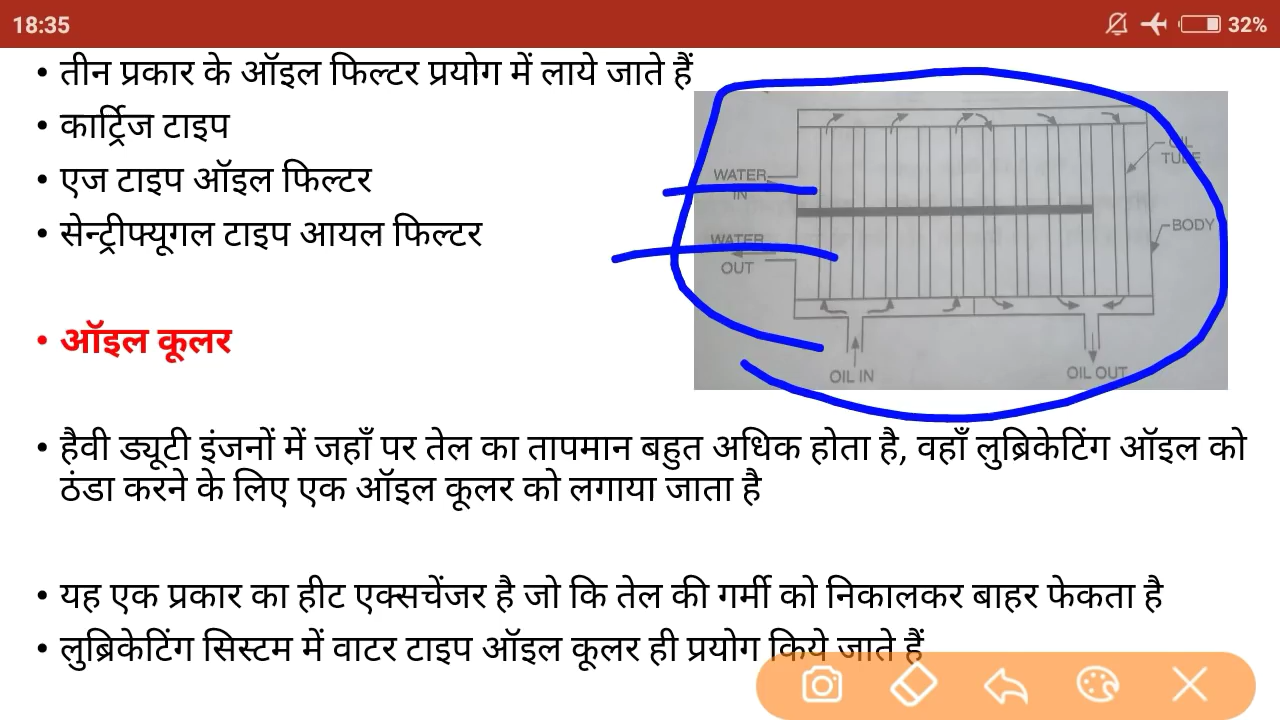 18:35
32%
• तीन प्रकार के ऑइल फिल्टर प्रयोग में लाये जाते हैं
• कार्ट्रिज टाइप
• एज टाइप ऑइल फिल्टर
• सेन्ट्रीफ्यूगल टाइप आयल फिल्टर
WATER
IN
WATER
OUT
OIL
TUBE
BODY
OIL IN
OIL OUT
• ऑइल कूलर
• हैवी ड्यूटी इंजनों में जहाँ पर तेल का तापमान बहुत अधिक होता है, वहाँ लुब्रिकेटिंग ऑइल को
ठंडा करने के लिए एक ऑइल कूलर को लगाया जाता है
• यह एक प्रकार का हीट एक्सचेंजर है जो कि तेल की गर्मी को निकालकर बाहर फेकता है
• लुब्रिकेटिंग सिस्टम में वाटर टाइप ऑइल कूलर ही प्रयोग किये जाते हैं